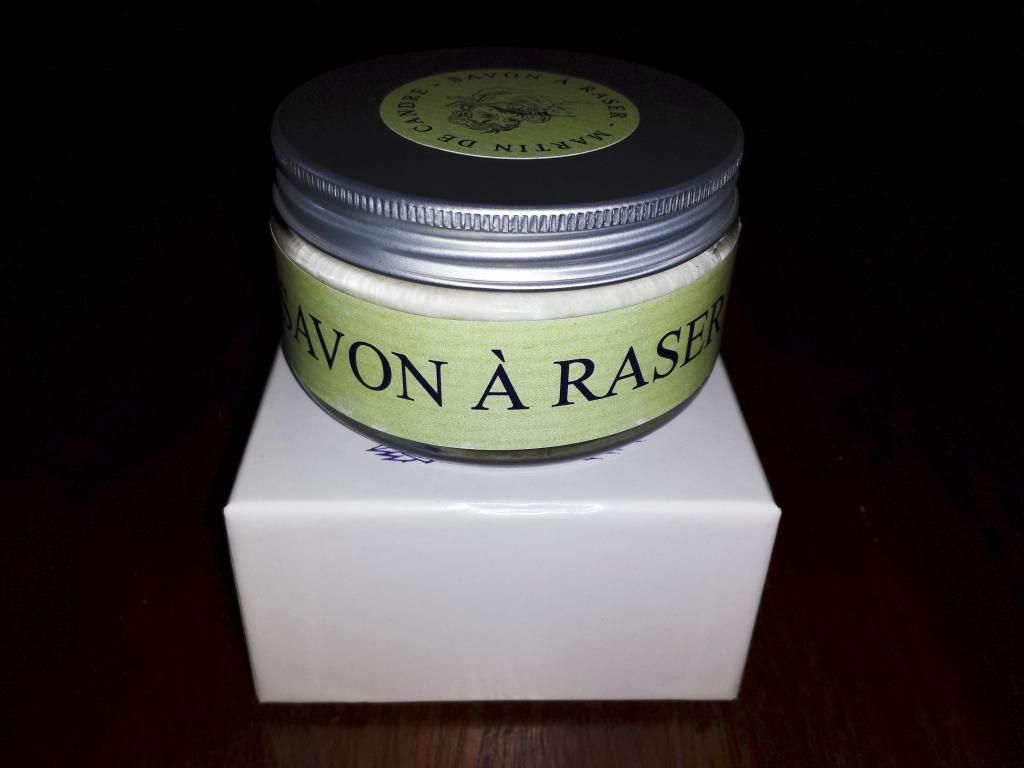 SAVON À RASER · MARTIN DE CANDRE ·
SAVON À RASER